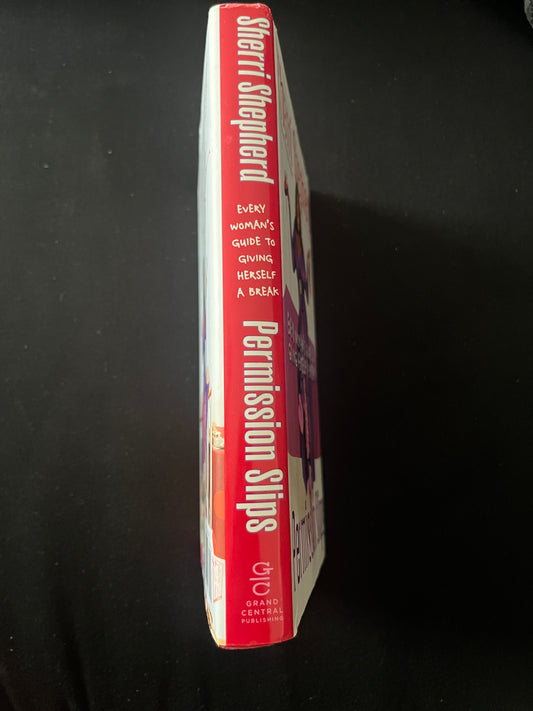 Sherri Shepherd
EVERY
WOMAN'S
GUIDE TO
GIVING
HERSELF
A BREAK
Permission Slips
GRAND
CENTRAL
PUBLISHING